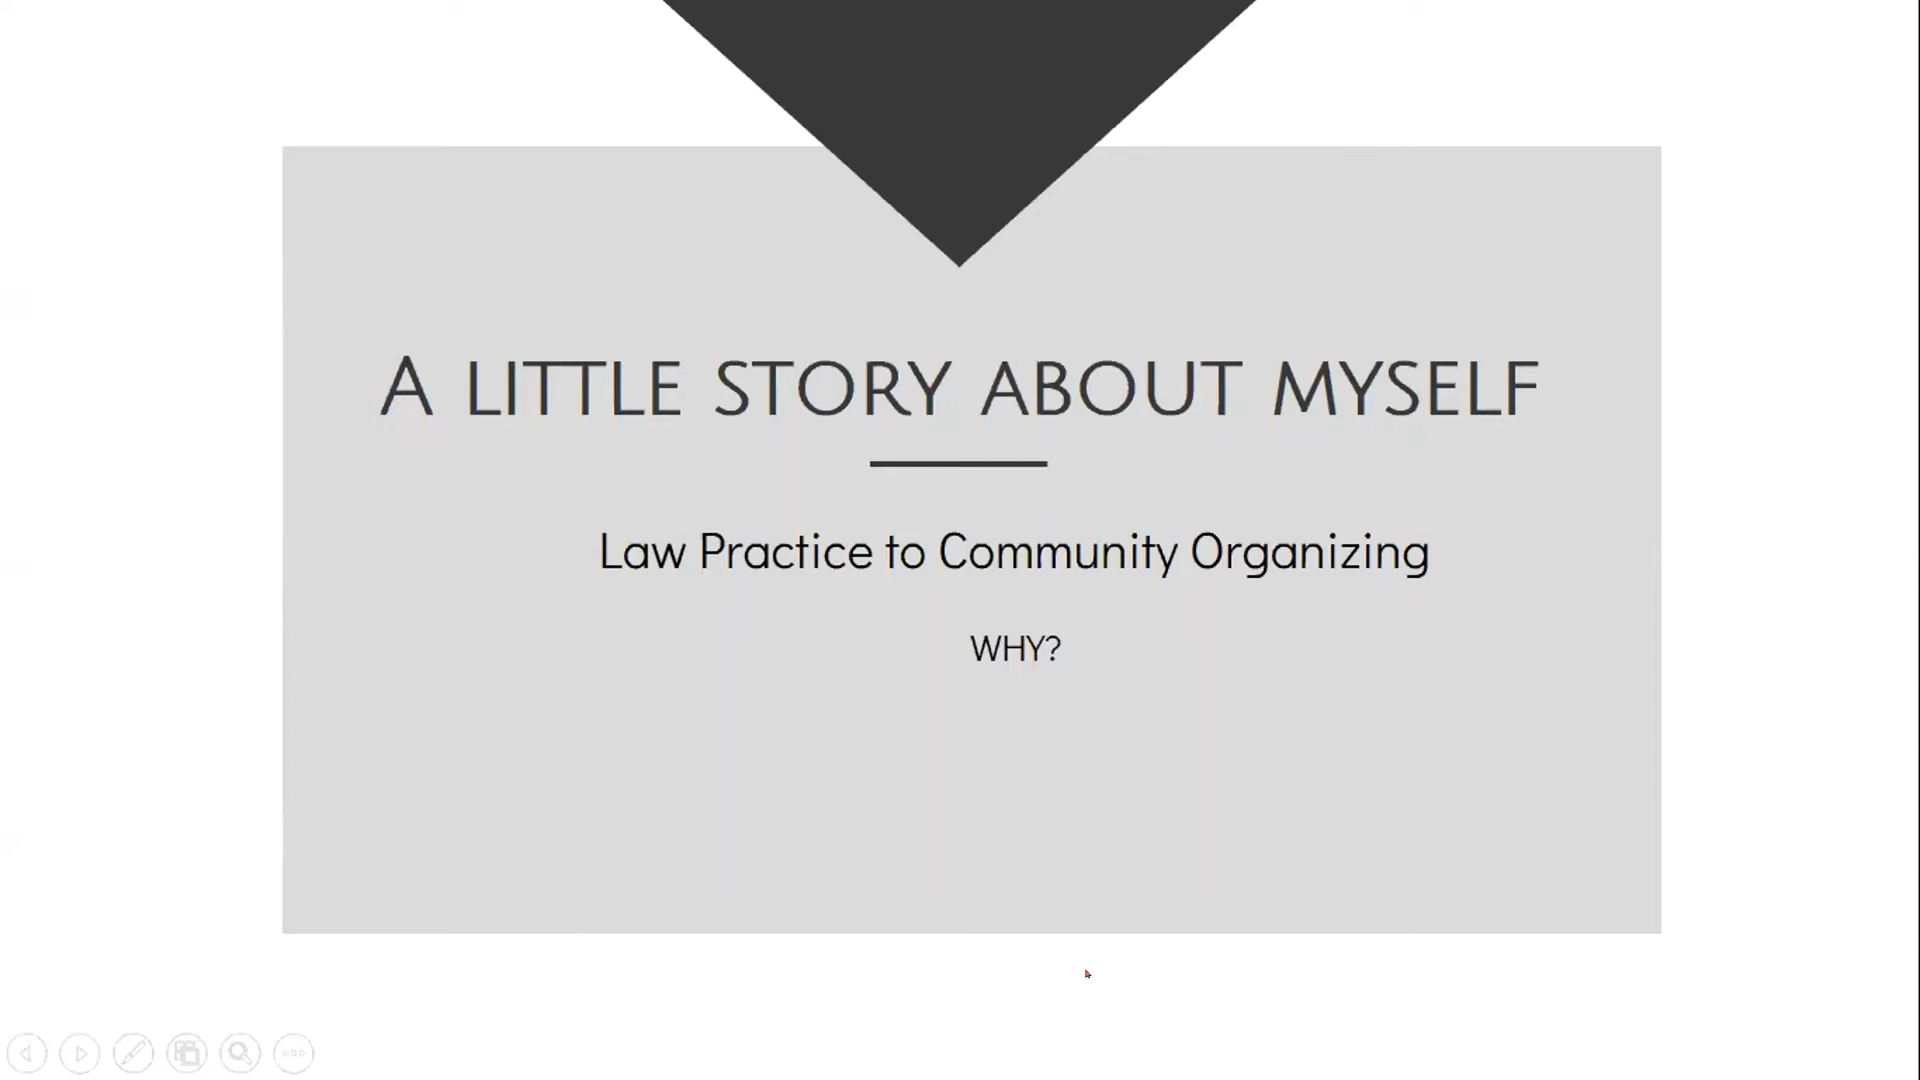 A LITTLE STORY ABOUT MYSELF
Law Practice to Community Organizing
WHY?